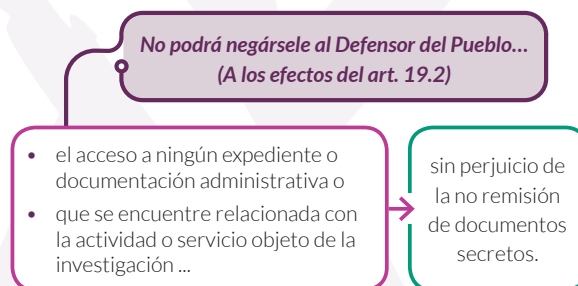 No podrá negársele al Defensor del Pueblo...
(A los efectos del art. 19.2)
• el acceso a ningún expediente o
documentación administrativa o
• que se encuentre relacionada con
la actividad o servicio objeto de la
investigación ...
sin perjuicio de
la no remisión
de documentos
secretos.